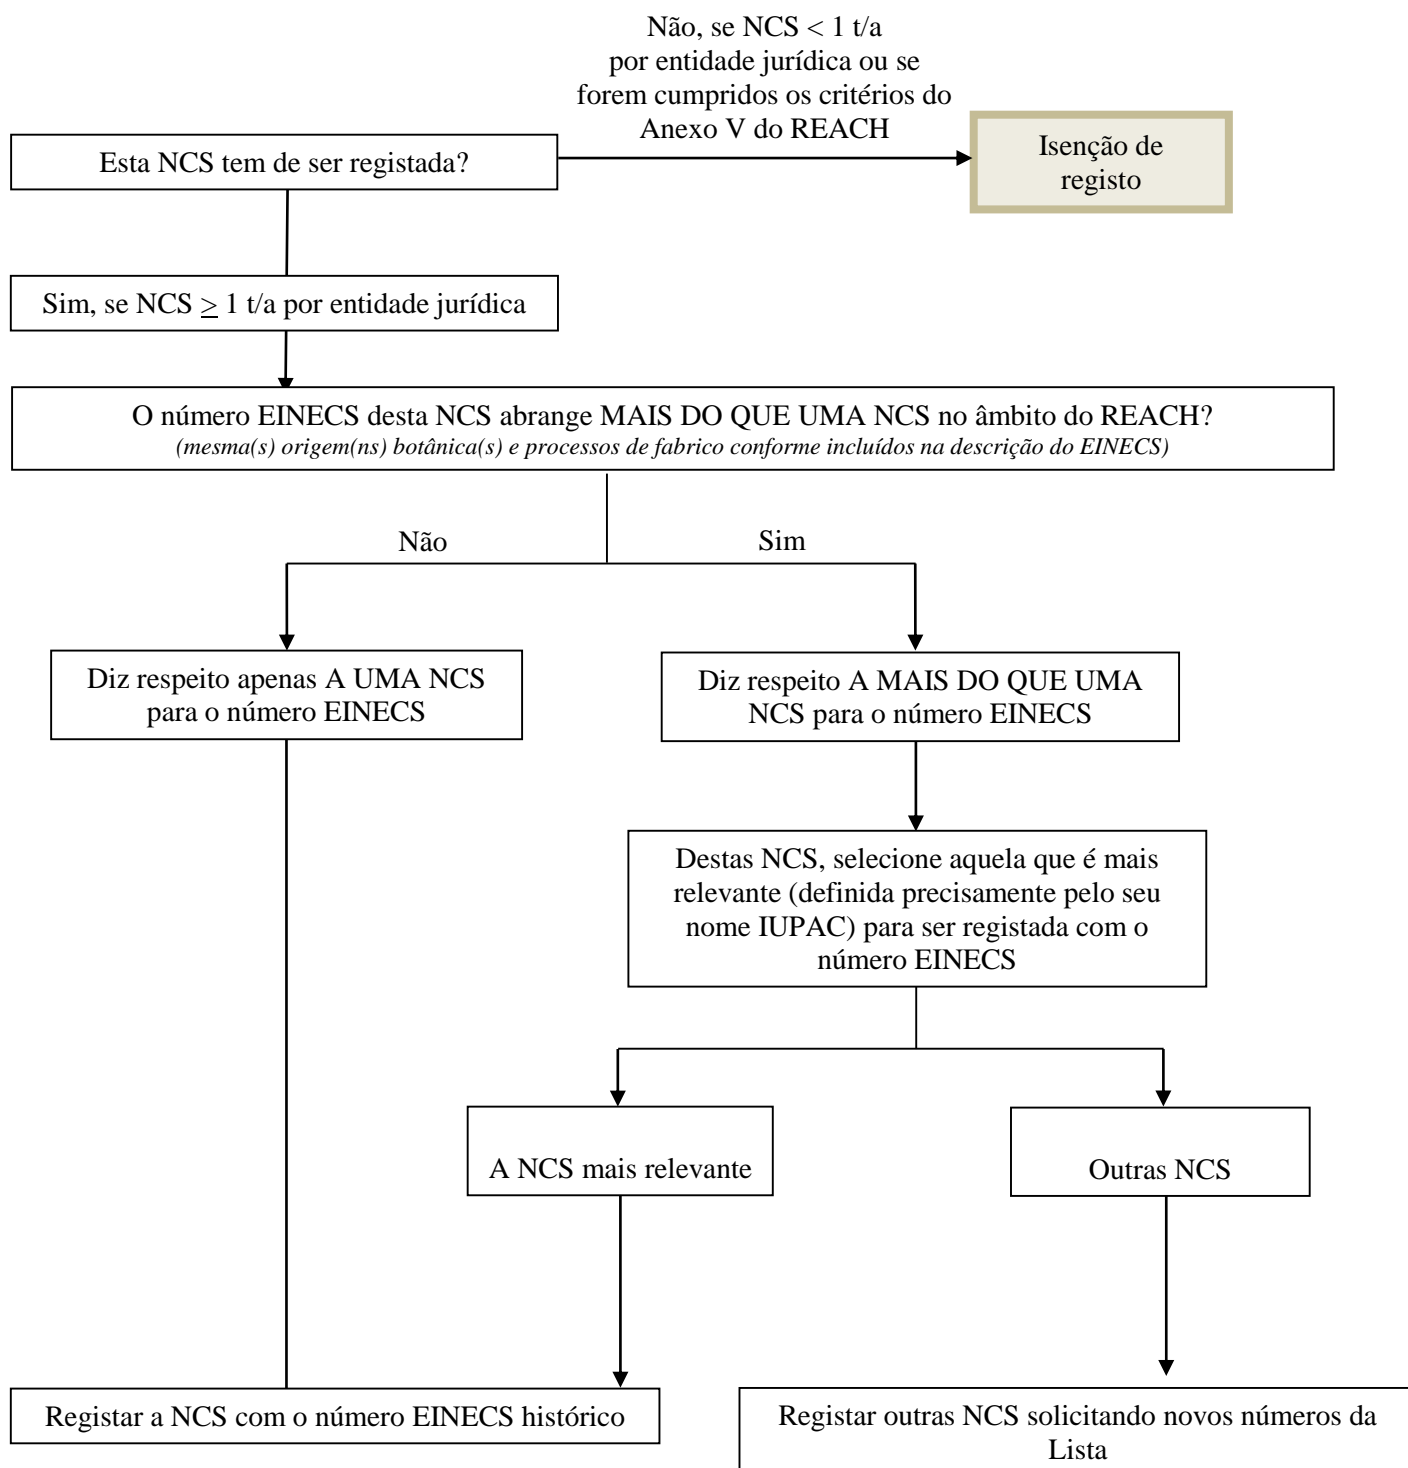 Não, se NCS < 1 t/a
por entidade jurídica ou se
forem cumpridos os critérios do
Anexo V do REACH
Esta NCS tem de ser registada?
Isenção de
registo
Sim, se NCS ≥ 1 t/a por entidade jurídica
O número EINECS desta NCS abrange MAIS DO QUE UMA NCS no âmbito do REACH?
(mesma(s) origem(ns) botânica(s) e processos de fabrico conforme incluídos na descrição do EINECS)
Não
Sim
Diz respeito apenas A UMA NCS
para o número EINECS
Diz respeito A MAIS DO QUE UMA
NCS para o número EINECS
Destas NCS, selecione aquela que é mais
relevante (definida precisamente pelo seu
nome IUPAC) para ser registada com o
número EINECS
A NCS mais relevante
Outras NCS
Registar a NCS com o número EINECS histórico
Registar outras NCS solicitando novos números da
Lista